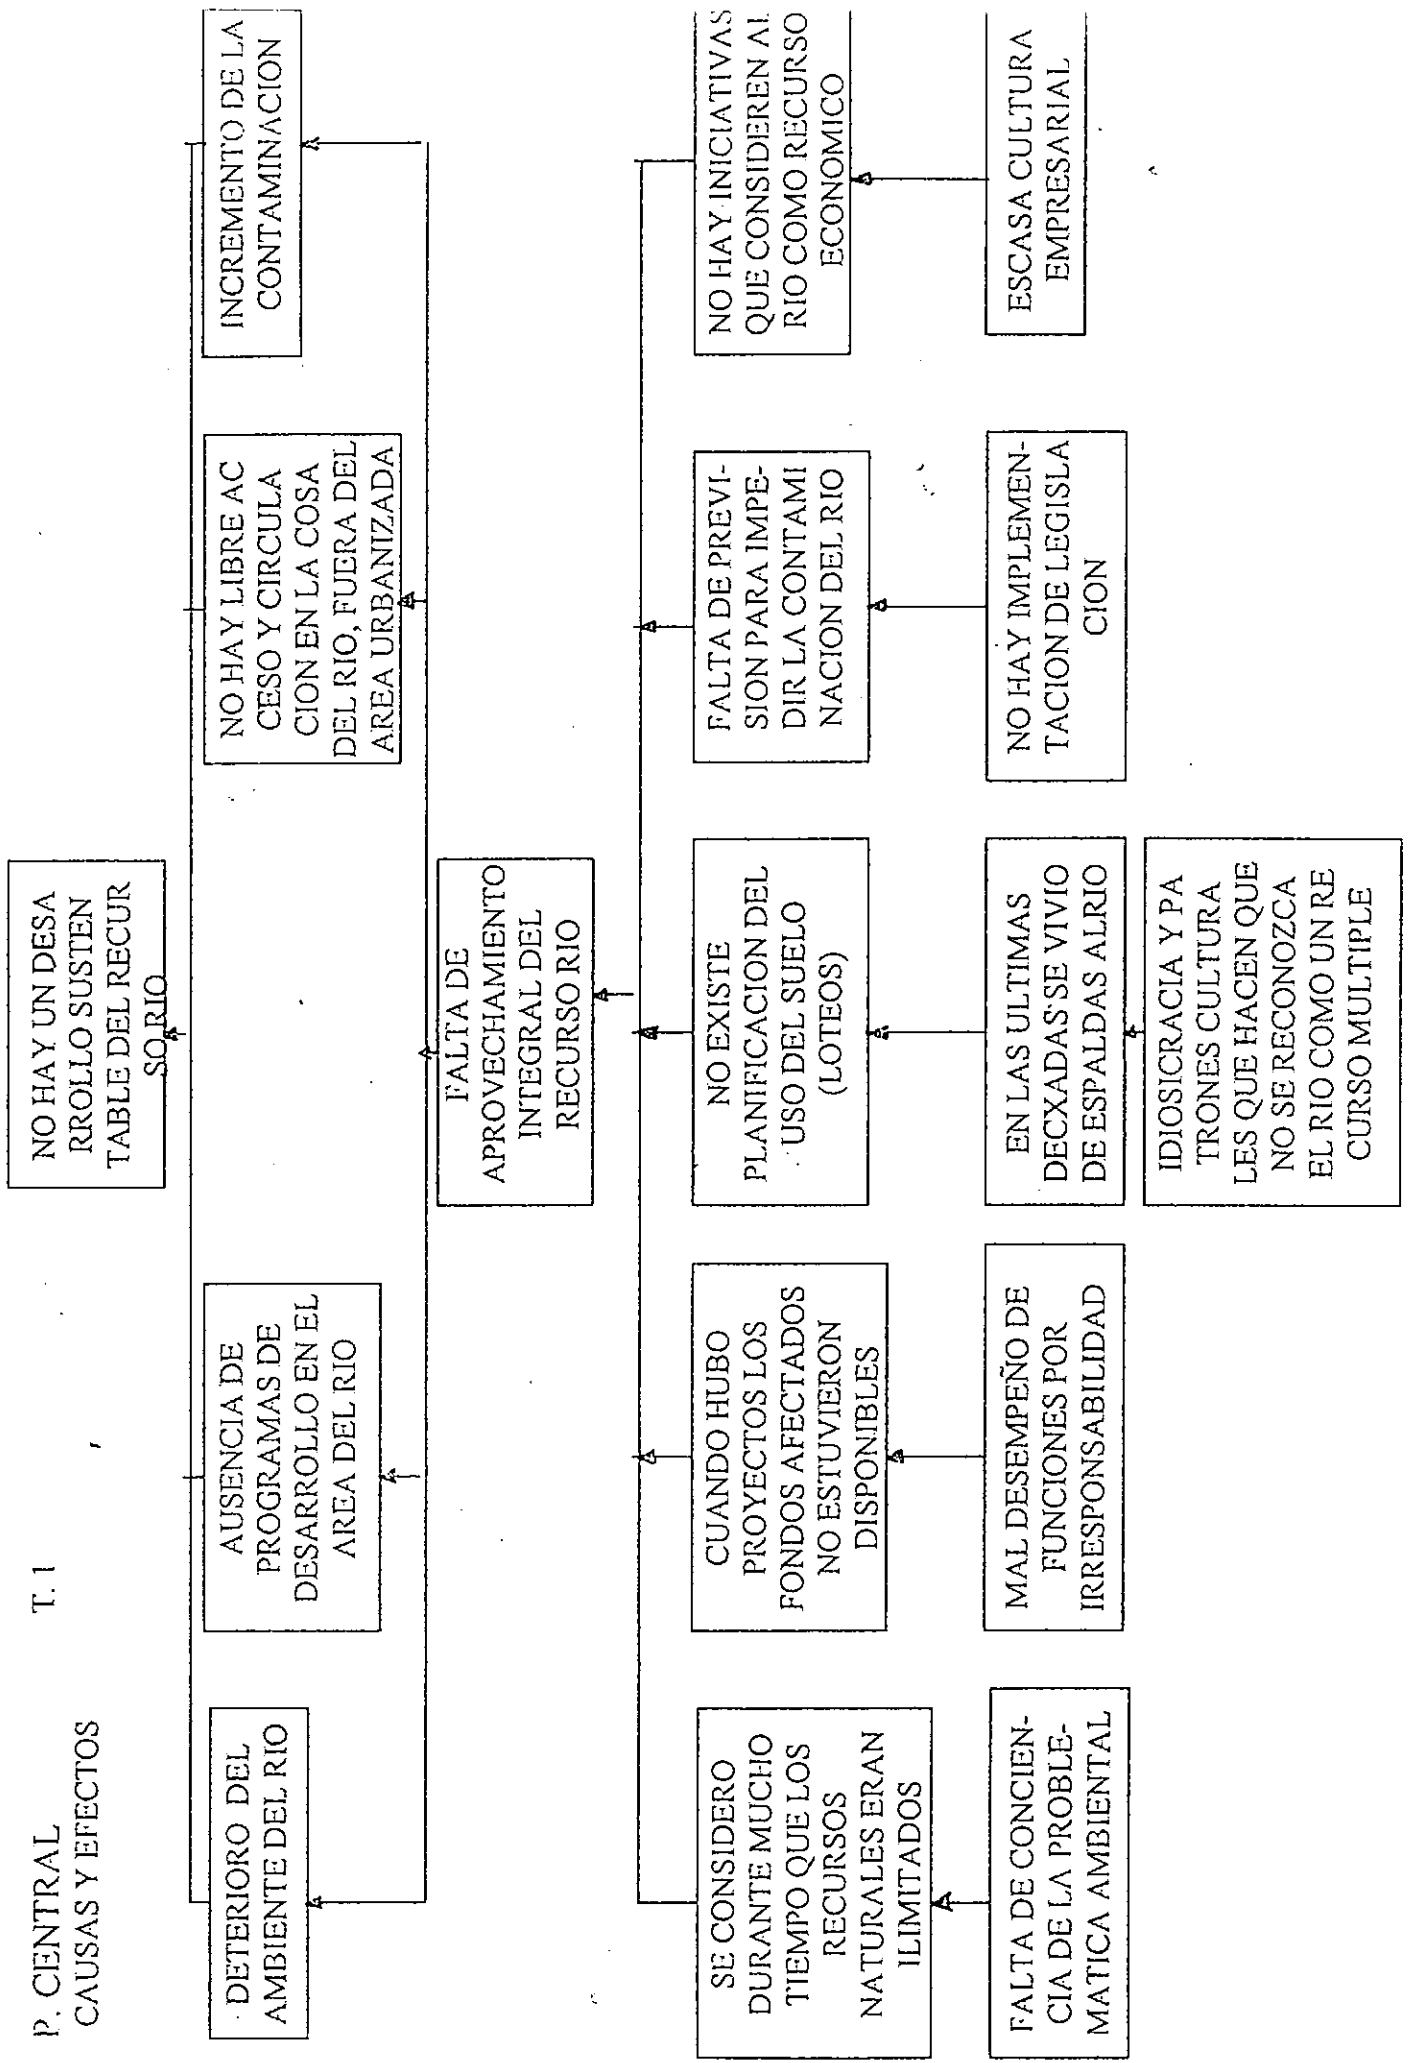 P. CENTRAL
T. 1
CAUSAS Y EFECTOS
NO HAY UN DESA
RROLLO SUSTEN
TABLE DEL RECUR
SO RIO
DETERIORO DEL
AMBIENTE DEL RIO
AUSENCIA DE
PROGRAMAS DE
DESARROLLO EN EL
AREA DEL RIO
NO HAY LIBRE AC
CESO Y CIRCULA
CION EN LA COSA
DEL RIO, FUERA DEL
AREA URBANIZADA
INCREMENTO DE LA
CONTAMINACION
FALTA DE
APROVECHAMIENTO
INTEGRAL DEL
RECURSO RIO
SE CONSIDERO
DURANTE MUCHO
TIEMPO QUE LOS
RECURSOS
NATURALES ERAN
ILIMITADOS
CUANDO HUBO
PROYECTOS LOS
FONDOS AFECTADOS
NO ESTUVIERON
DISPONIBLES
NO EXISTE
PLANIFICACION DEL
USO DEL SUELO
(LOTEOS)
FALTA DE PREVI-
SION PARA IMPE-
DIR LA CONTAMI
NACION DEL RIO
NO HAY INICIATIVAS
QUE CONSIDEREN AL
RIO COMO RECURSO
ECONOMICO
FALTA DE CONCIEN-
CIA DE LA PROBLE-
MATICA AMBIENTAL
MAL DESEMPEÑO DE
FUNCIONES POR
IRRESPONSABILIDAD
EN LAS ULTIMAS
DECXADAS SE VIVIO
DE ESPALDAS ALRIO
NO HAY IMPLEMEN-
TACION DE LEGISLA
CION
ESCASA CULTURA
EMPRESARIAL
IDIOSICRACIA Y PA
TRONES CULTURA
LES QUE HACEN QUE
NO SE RECONOZCA
EL RIO COMO UN RE
CURSO MULTIPLE